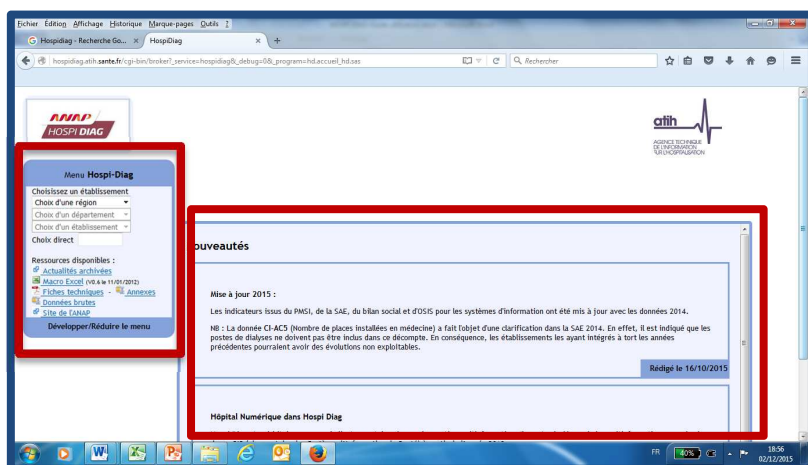 Fichier Édition Affichage Historique Marque-pages Outils ?
Hospidiag - Recherche Go... × HospiDiag × +
hospidiag.atih.sante.fr/cgi-bin/broker?_service=hospidiag&_debug=0&_program=hd.accueil_hd.sas
Rechercher
ANAP
HOSPI DIAG
atih
AGENCE TECHNIQUE
DE L'INFORMATION
SUR L'HOSPITALISATION
Menu Hospi-Diag
Choisissez un établissement
Choix d'une région
Choix d'un département
Choix d'un établissement
Choix direct
Ressources disponibles :
Actualités archivées
Macro Excel (V0.6 le 11/01/2012)
Fiches techniques - Annexes
Données brutes
Site de l'ANAP
Développer/Réduire le menu
ouveautés
Mise à jour 2015 :
Les indicateurs issus du PMSI, de la SAE, du bilan social et d'OSIS pour les systèmes d'information ont été mis à jour avec les données 2014.
NB : La donnée CI-AC5 (Nombre de places installées en médecine) a fait l'objet d'une clarification dans la SAE 2014. En effet, il est indiqué que les
postes de dialyses ne doivent pas être inclus dans ce décompte. En conséquence, les établissements les ayant intégrés à tort les années
précédentes pourraient avoir des évolutions non exploitables.
Rédigé le 16/10/2015
Hôpital Numérique dans Hospi Diag
FR 40% 18:56
02/12/2015